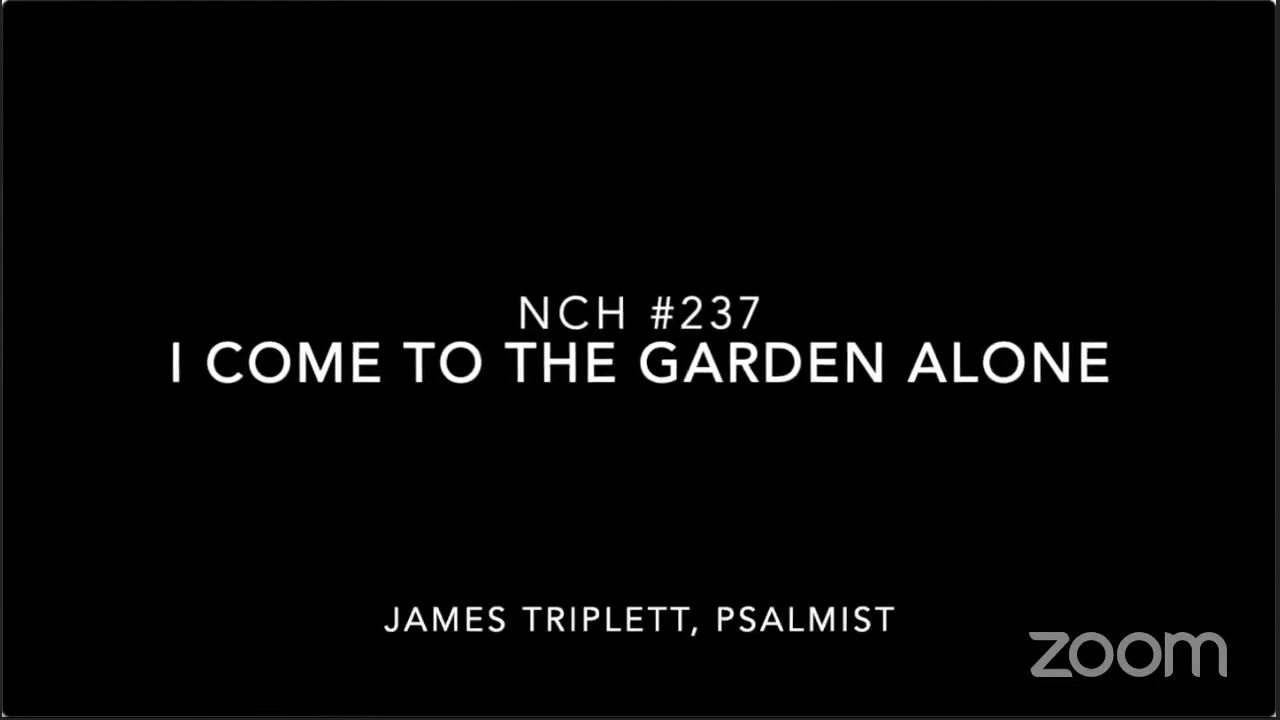 NCH #237
I COME TO THE GARDEN ALONE
JAMES TRIPLETT, PSALMIST
zoom